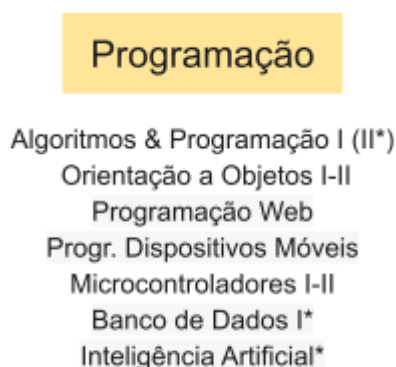 Programação
Algoritmos & Programação I (II*)
Orientação a Objetos I-II
Programação Web
Progr. Dispositivos Móveis
Microcontroladores I-II
Banco de Dados I*
Inteligência Artificial*